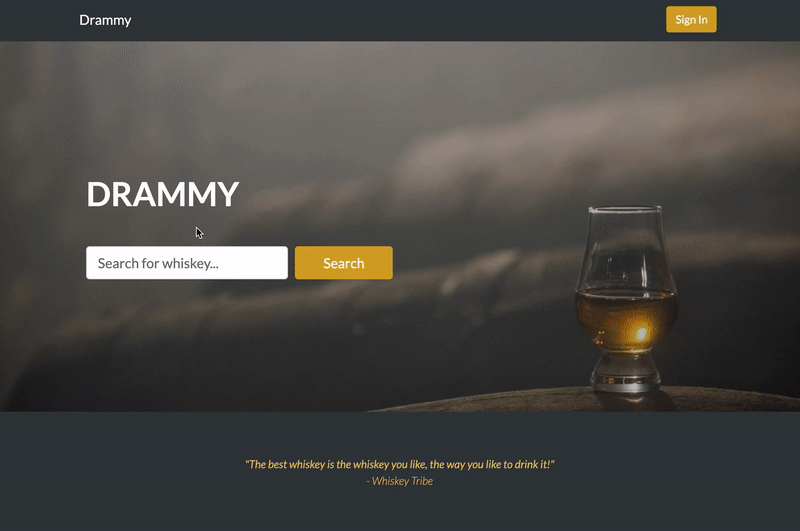 Drammy
Sign In
DRAMMY
Search for whiskey...
Search
"The best whiskey is the whiskey you like, the way you like to drink it!"
- Whiskey Tribe